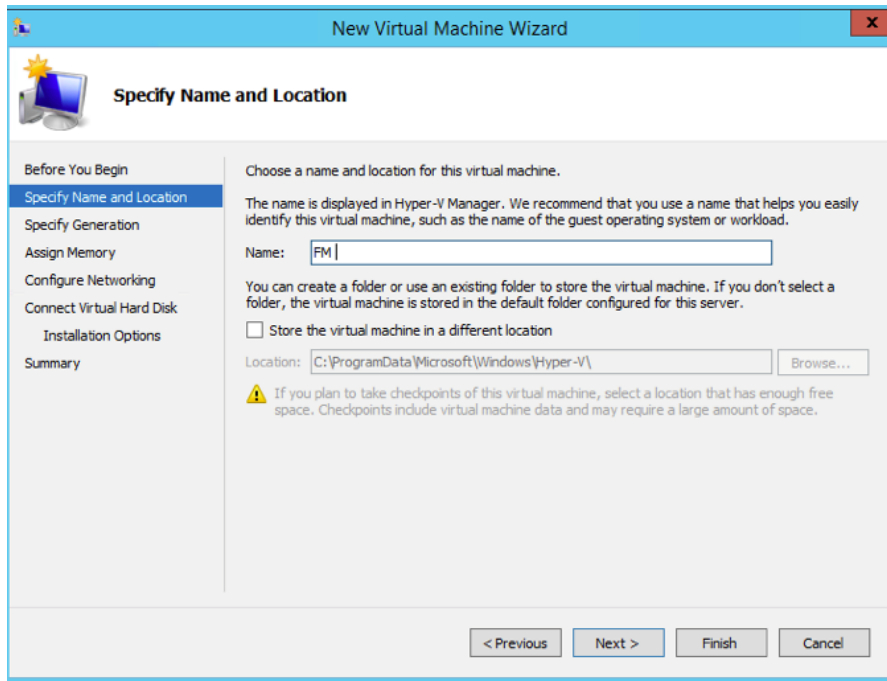 New Virtual Machine Wizard
x
Specify Name and Location
Before You Begin
Specify Name and Location
Specify Generation
Assign Memory
Configure Networking
Connect Virtual Hard Disk
Installation Options
Summary
Choose a name and location for this virtual machine.
The name is displayed in Hyper-V Manager. We recommend that you use a name that helps you easily
identify this virtual machine, such as the name of the guest operating system or workload.
Name: FM
You can create a folder or use an existing folder to store the virtual machine. If you don't select a
folder, the virtual machine is stored in the default folder configured for this server.
Store the virtual machine in a different location
Location: C:\ProgramData\Microsoft\Windows\Hyper-V\ Browse...
If you plan to take checkpoints of this virtual machine, select a location that has enough free
space. Checkpoints include virtual machine data and may require a large amount of space.
< Previous Next > Finish Cancel